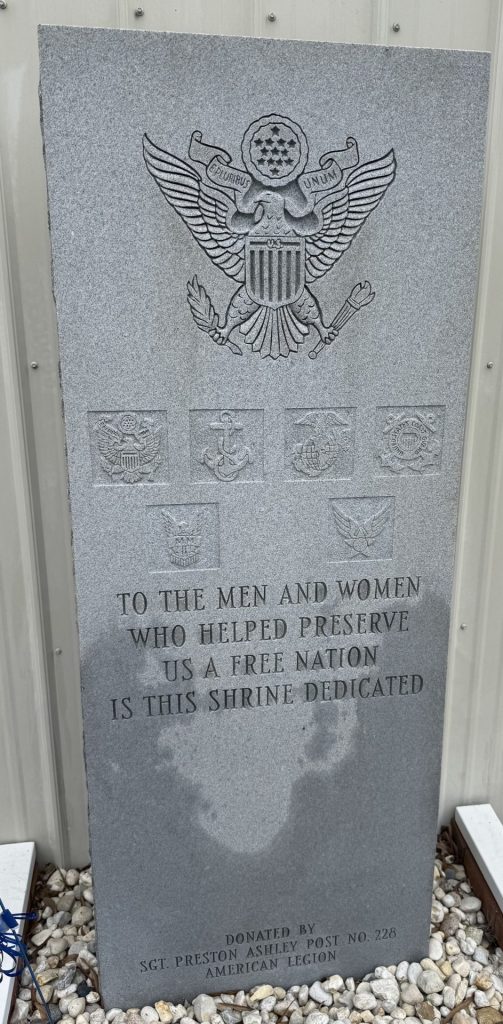 E PLURIBUS UNUM
U.S.
TO THE MEN AND WOMEN
WHO HELPED PRESERVE
US A FREE NATION
IS THIS SHRINE DEDICATED
DONATED BY
SGT. PRESTON ASHLEY POST NO. 228
AMERICAN LEGION